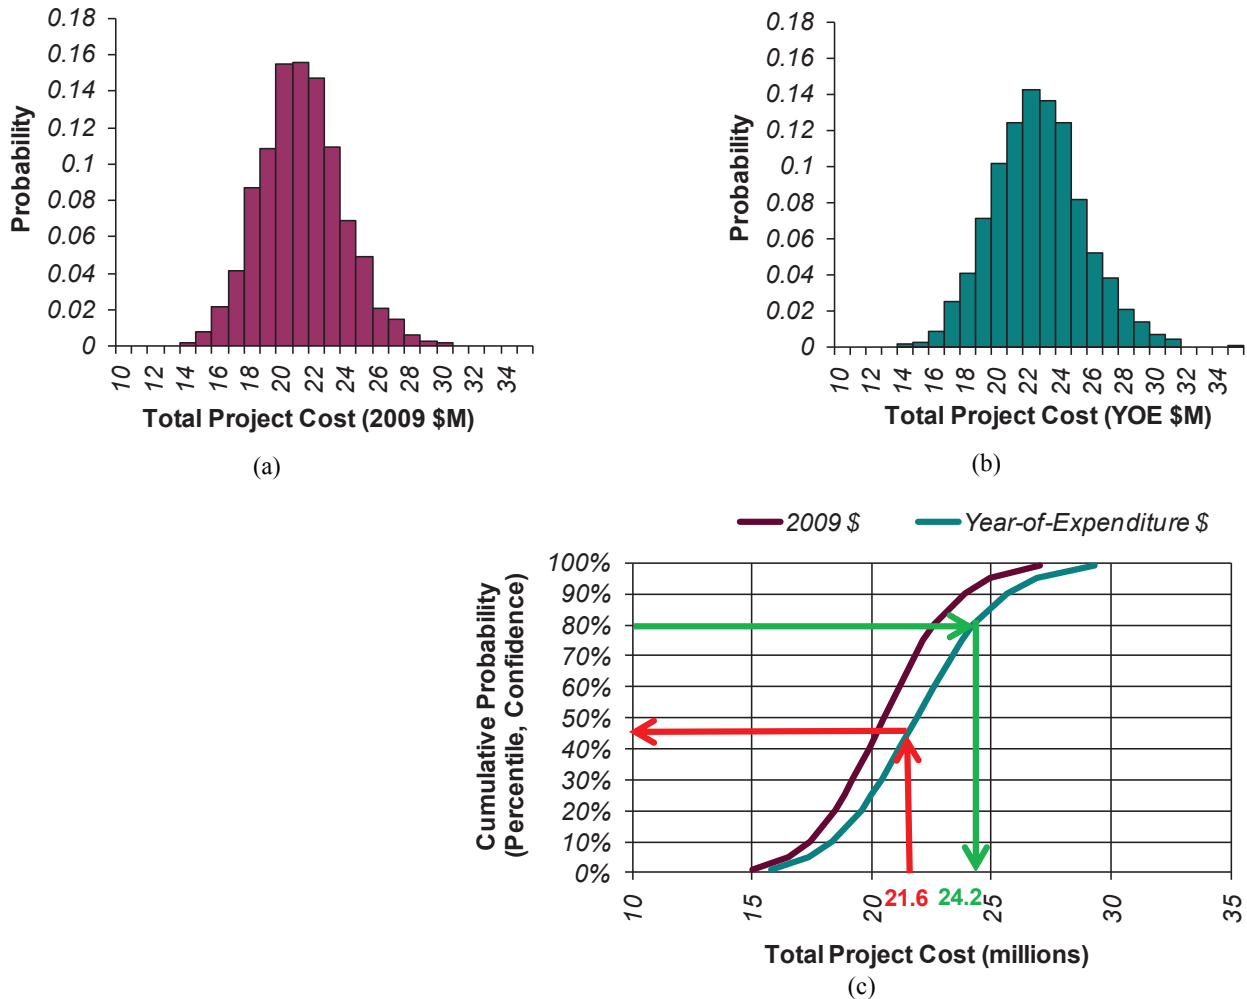 0.18
0.16
0.14
0.12
0.1
0.08
0.06
0.04
0.02
0
Probability
10 12 14 16 18 20 22 24 26 28 30 32 34
Total Project Cost (2009 $M)
(a)
0.18
0.16
0.14
0.12
0.1
0.08
0.06
0.04
0.02
0
Probability
10 12 14 16 18 20 22 24 26 28 30 32 34
Total Project Cost (YOE $M)
(b)
2009 $ Year-of-Expenditure $
100%
90%
80%
70%
60%
50%
40%
30%
20%
10%
0%
Cumulative Probability
(Percentile, Confidence)
21.6 24.2
10 15 20 25 30 35
Total Project Cost (millions)
(c)